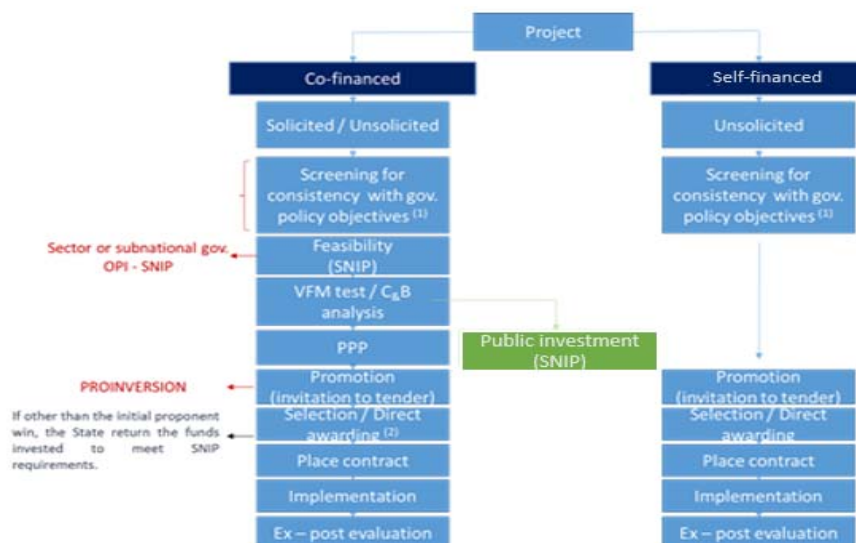 Project
Co-financed
Self-financed
Solicited / Unsolicited
Unsolicited
Screening for
consistency with gov.
policy objectives (1)
Screening for
consistency with gov.
policy objectives (1)
Sector or subnational gov.
OPI - SNIP
Feasibility
(SNIP)
VFM test / C&B
analysis
Public investment
(SNIP)
PPP
PROINVERSION
Promotion
(invitation to tender)
Promotion
(invitation to tender)
If other than the initial proponent
win, the State return the funds
invested to meet SNIP
requirements.
Selection / Direct
awarding (2)
Selection / Direct
awarding
Place contract
Place contract
Implementation
Implementation
Ex – post evaluation
Ex – post evaluation